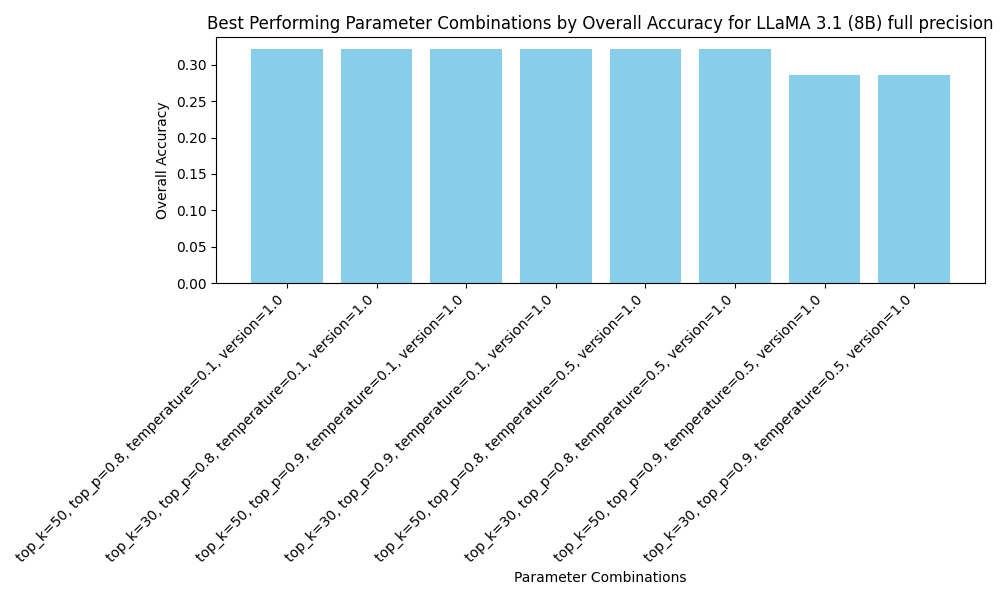 Best Performing Parameter Combinations by Overall Accuracy for LLaMA 3.1 (8B) full precision
Overall Accuracy
0.30
0.25
0.20
0.15
0.10
0.05
0.00
top_k=50, top_p=0.8, temperature=0.1, version=1.0
top_k=30, top_p=0.8, temperature=0.1, version=1.0
top_k=50, top_p=0.9, temperature=0.1, version=1.0
top_k=30, top_p=0.9, temperature=0.1, version=1.0
top_k=50, top_p=0.8, temperature=0.5, version=1.0
top_k=30, top_p=0.8, temperature=0.5, version=1.0
top_k=50, top_p=0.9, temperature=0.5, version=1.0
top_k=30, top_p=0.9, temperature=0.5, version=1.0
Parameter Combinations